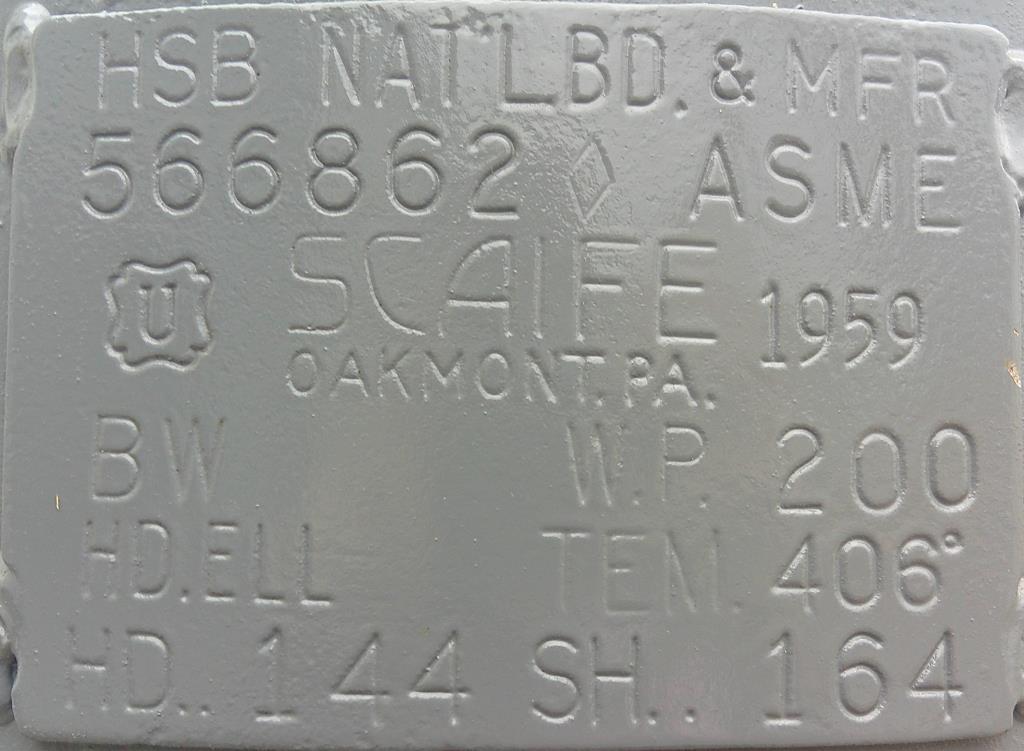 HSB NAT'L BD. & MFR
566862 ◊ ASME
U SCAIFE 1959
OAKMONT. PA.
BW W.P. 200
HD. ELL TEM. 406°
HD.. 144 SH.. 164